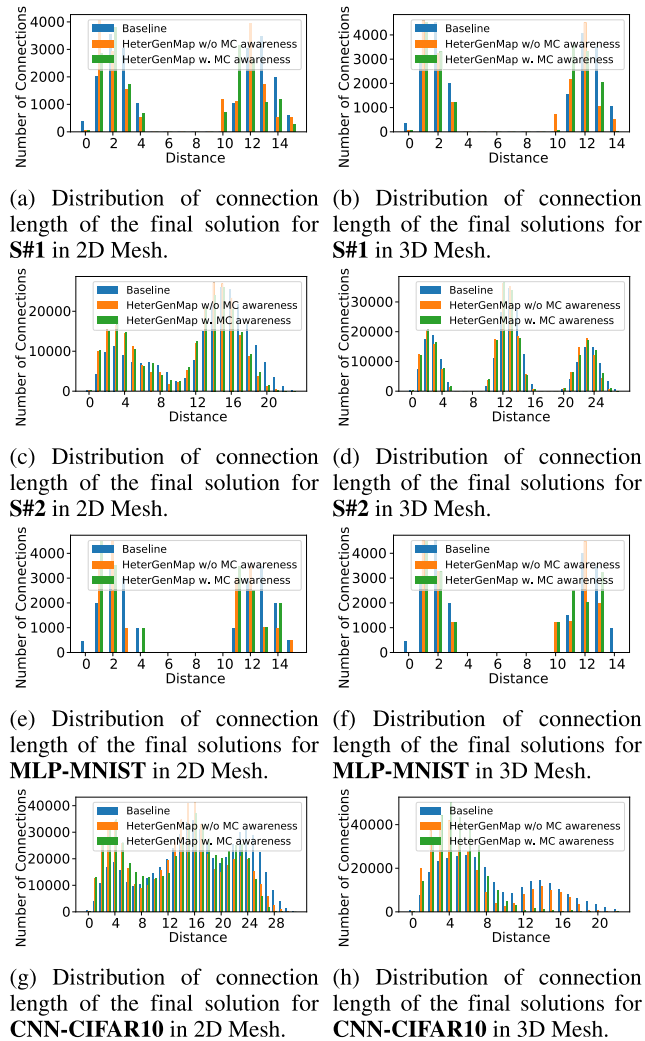 Number of Connections
4000
3000
2000
1000
0
Baseline
HeterGenMap w/o MC awareness
HeterGenMap w. MC awareness
0 2 4 6 8 10 12 14
Distance
(a) Distribution of connection
length of the final solution for
S#1 in 2D Mesh.
Number of Connections
4000
3000
2000
1000
0
Baseline
HeterGenMap w/o MC awareness
HeterGenMap w. MC awareness
0 2 4 6 8 10 12 14
Distance
(b) Distribution of connection
length of the final solutions for
S#1 in 3D Mesh.
Number of Connections
20000
10000
0
Baseline
HeterGenMap w/o MC awareness
HeterGenMap w. MC awareness
0 4 8 12 16 20
Distance
(c) Distribution of connection
length of the final solution for
S#2 in 2D Mesh.
Number of Connections
30000
20000
10000
0
Baseline
HeterGenMap w/o MC awareness
HeterGenMap w. MC awareness
0 4 8 12 16 20 24
Distance
(d) Distribution of connection
length of the final solutions for
S#2 in 3D Mesh.
Number of Connections
4000
3000
2000
1000
0
Baseline
HeterGenMap w/o MC awareness
HeterGenMap w. MC awareness
0 2 4 6 8 10 12 14
Distance
(e) Distribution of connection
length of the final solutions for
MLP-MNIST in 2D Mesh.
Number of Connections
4000
3000
2000
1000
0
Baseline
HeterGenMap w/o MC awareness
HeterGenMap w. MC awareness
0 2 4 6 8 10 12 14
Distance
(f) Distribution of connection
length of the final solutions for
MLP-MNIST in 3D Mesh.
Number of Connections
40000
30000
20000
10000
0
Baseline
HeterGenMap w/o MC awareness
HeterGenMap w. MC awareness
0 4 8 12 16 20 24 28
Distance
(g) Distribution of connection
length of the final solution for
CNN-CIFAR10 in 2D Mesh.
Number of Connections
40000
20000
0
Baseline
HeterGenMap w/o MC awareness
HeterGenMap w. MC awareness
0 4 8 12 16 20
Distance
(h) Distribution of connection
length of the final solutions for
CNN-CIFAR10 in 3D Mesh.